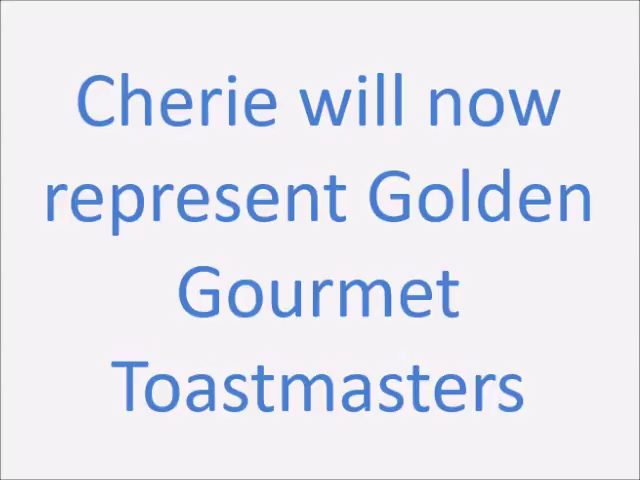 Cherie will now
represent Golden
Gourmet
Toastmasters